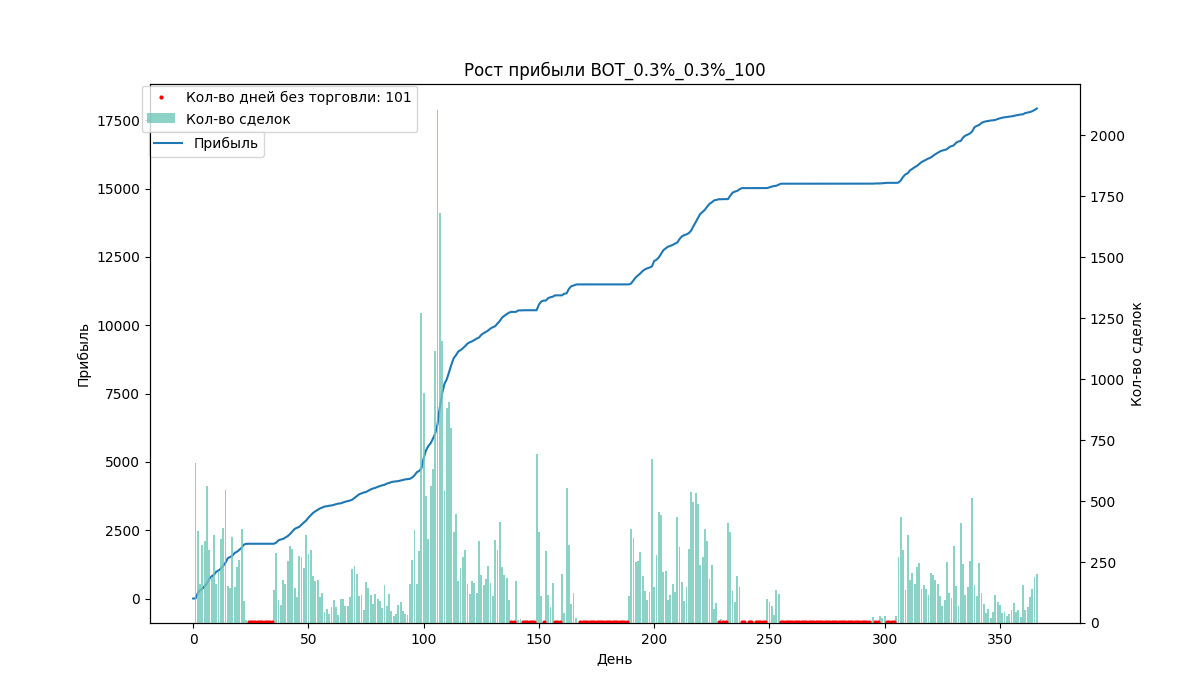 Рост прибыли BOT_0.3%_0.3%_100
Кол-во дней без торговли: 101
Кол-во сделок
Прибыль
17500
15000
12500
10000
7500
5000
2500
0
Прибыль
2000
1750
1500
1250
1000
750
500
250
0
Кол-во сделок
0 50 100 150 200 250 300 350
День